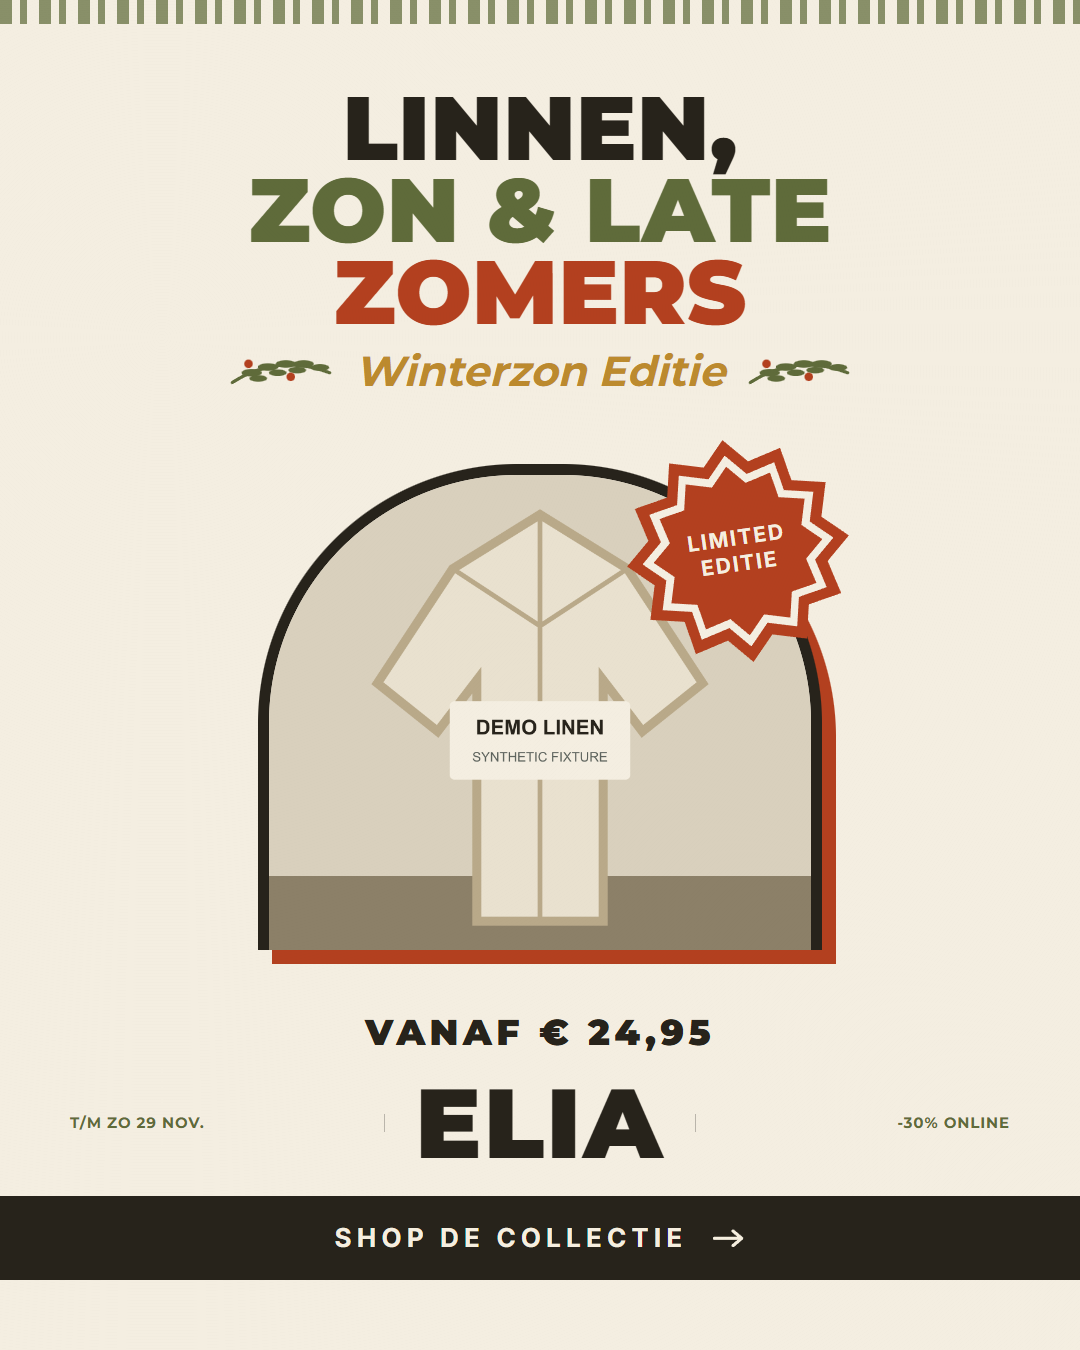 LINNEN,
ZON & LATE
ZOMERS
Winterzon Editie
LIMITED
EDITIE
DEMO LINEN
SYNTHETIC FIXTURE
VANAF € 24,95
T/M ZO 29 NOV.
ELIA
-30% ONLINE
SHOP DE COLLECTIE →